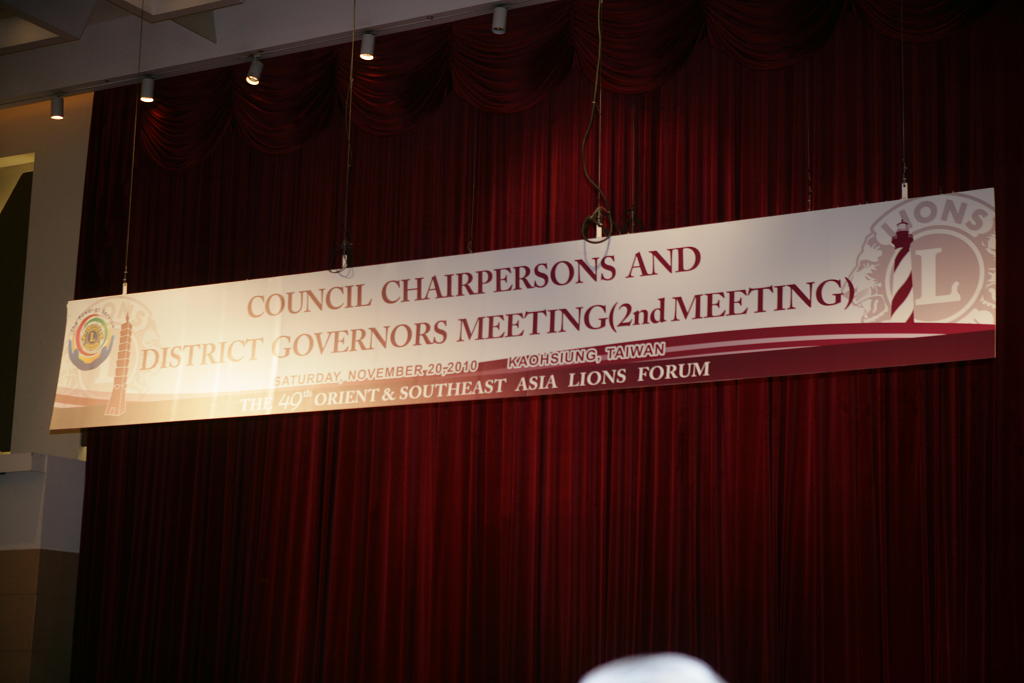 COUNCIL CHAIRPERSONS AND
DISTRICT GOVERNORS MEETING(2nd MEETING)
SATURDAY, NOVEMBER 20,2010 KAOHSIUNG, TAIWAN
THE 49th ORIENT & SOUTHEAST ASIA LIONS FORUM
LIONS
L
L